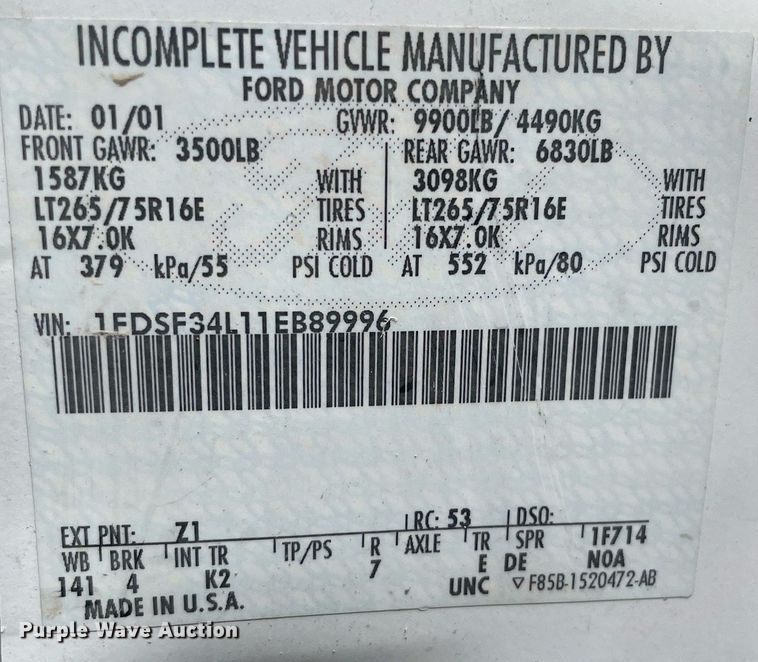 INCOMPLETE VEHICLE MANUFACTURED BY
FORD MOTOR COMPANY
DATE: 01/01 GVWR: 9900LB/ 4490KG
FRONT GAWR: 3500LB REAR GAWR: 6830LB
1587KG WITH 3098KG WITH
LT265/75R16E TIRES LT265/75R16E TIRES
16X7.0K RIMS 16X7.0K RIMS
AT 379 kPa/55 PSI COLD AT 552 kPa/80 PSI COLD
VIN: 1FDSF34L11EB89996
EXT PNT: Z1 RC: 53 DSO:
WB BRK INT TR TP/PS R AXLE TR SPR 1F714
141 4 K2 7 E DE N0A
MADE IN U.S.A. UNC ▽ F85B-1520472-AB
Purple Wave Auction